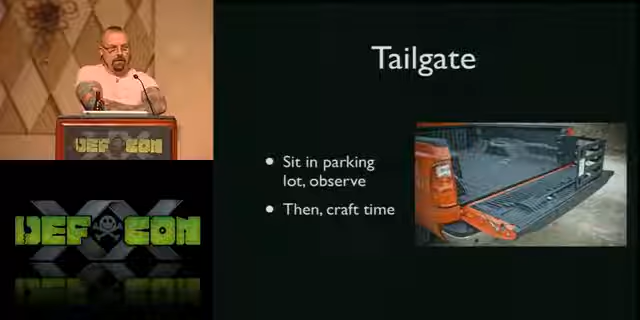 Tailgate
DEF CON
Sit in parking
lot, observe
Then, craft time
XX
DEF CON